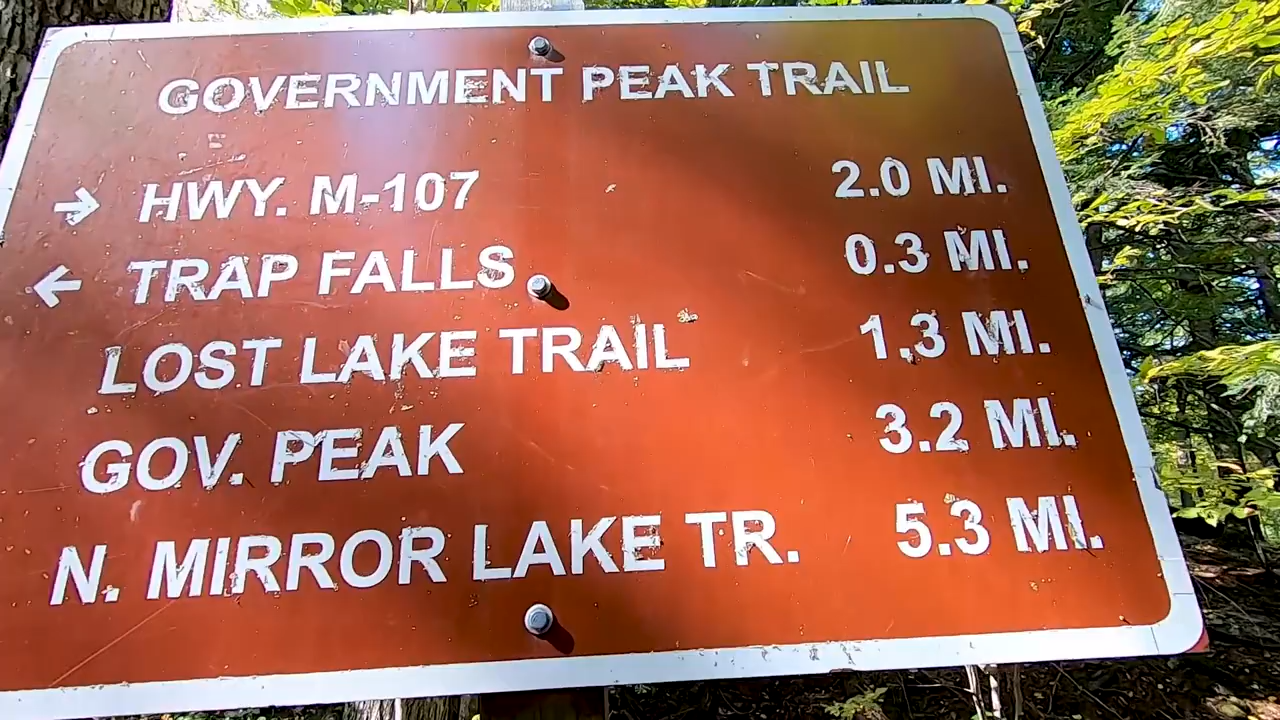 GOVERNMENT PEAK TRAIL
→ HWY. M-107 2.0 MI.
← TRAP FALLS 0.3 MI.
LOST LAKE TRAIL 1.3 MI.
GOV. PEAK 3.2 MI.
N. MIRROR LAKE TR. 5.3 MI.